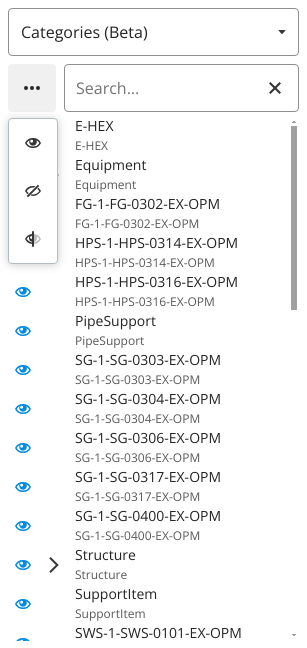 Categories (Beta)
Search...
E-HEX
E-HEX
Equipment
Equipment
FG-1-FG-0302-EX-OPM
FG-1-FG-0302-EX-OPM
HPS-1-HPS-0314-EX-OPM
HPS-1-HPS-0314-EX-OPM
HPS-1-HPS-0316-EX-OPM
HPS-1-HPS-0316-EX-OPM
PipeSupport
PipeSupport
SG-1-SG-0303-EX-OPM
SG-1-SG-0303-EX-OPM
SG-1-SG-0304-EX-OPM
SG-1-SG-0304-EX-OPM
SG-1-SG-0306-EX-OPM
SG-1-SG-0306-EX-OPM
SG-1-SG-0317-EX-OPM
SG-1-SG-0317-EX-OPM
SG-1-SG-0400-EX-OPM
SG-1-SG-0400-EX-OPM
Structure
Structure
SupportItem
SupportItem
SWS-1-SWS-0101-EX-OPM